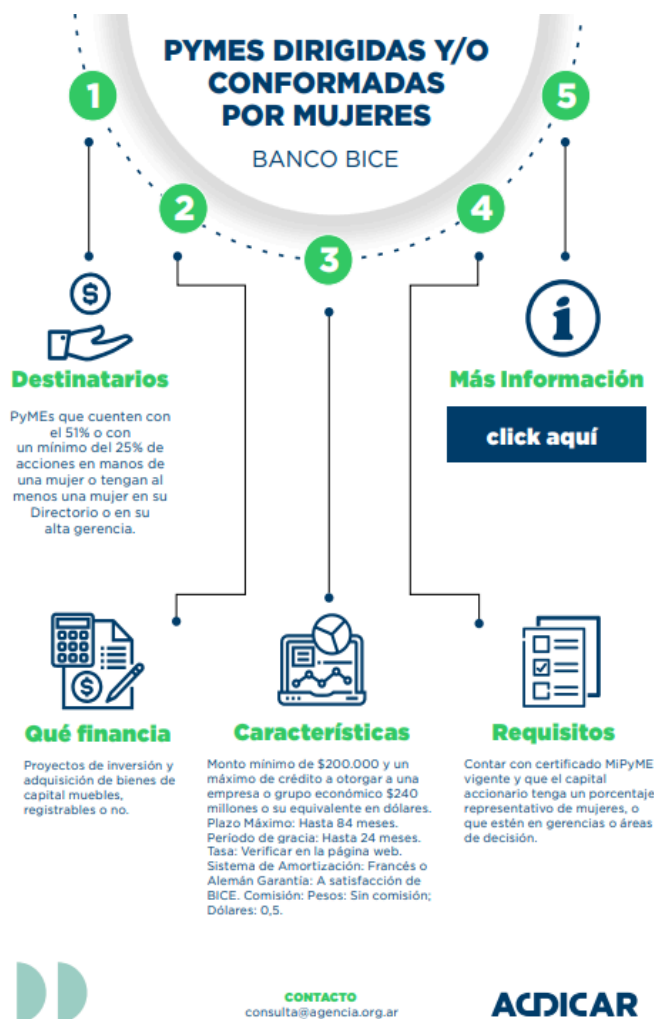 PYMES DIRIGIDAS Y/O
CONFORMADAS
POR MUJERES
BANCO BICE
1
2
3
4
5
Destinatarios
PyMEs que cuenten con
el 51% o con
un mínimo del 25% de
acciones en manos de
una mujer o tengan al
menos una mujer en su
Directorio o en su
alta gerencia.
Qué financia
Proyectos de inversión y
adquisición de bienes de
capital muebles,
registrables o no.
Características
Monto mínimo de $200.000 y un
máximo de crédito a otorgar a una
empresa o grupo económico $240
millones o su equivalente en dólares.
Plazo Máximo: Hasta 84 meses.
Período de gracia: Hasta 24 meses.
Tasa: Verificar en la página web.
Sistema de Amortización: Francés o
Alemán Garantía: A satisfacción de
BICE. Comisión: Pesos: Sin comisión;
Dólares: 0,5.
Requisitos
Contar con certificado MiPyME
vigente y que el capital
accionario tenga un porcentaje
representativo de mujeres, o
que estén en gerencias o áreas
de decisión.
Más Información
click aquí
CONTACTO
consulta@agencia.org.ar
ACDICAR